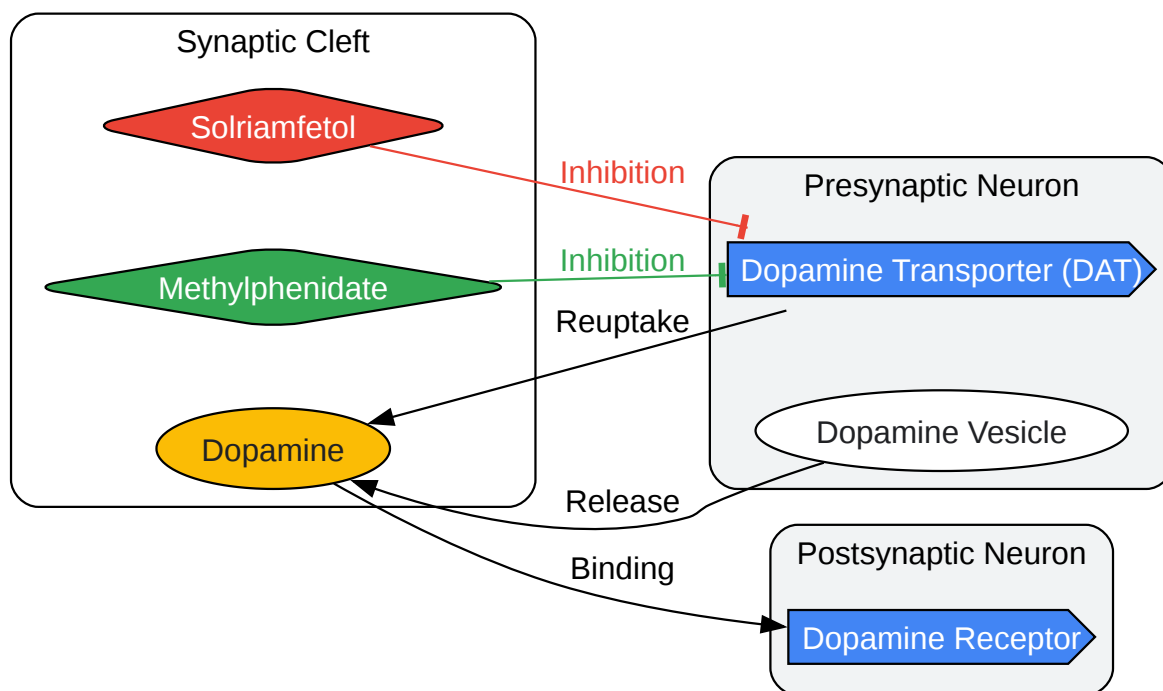 Synaptic Cleft
Solriamfetol
Inhibition
Presynaptic Neuron
Methylphenidate
Inhibition
Dopamine Transporter (DAT)
Reuptake
Dopamine
Dopamine Vesicle
Release
Binding
Postsynaptic Neuron
Dopamine Receptor